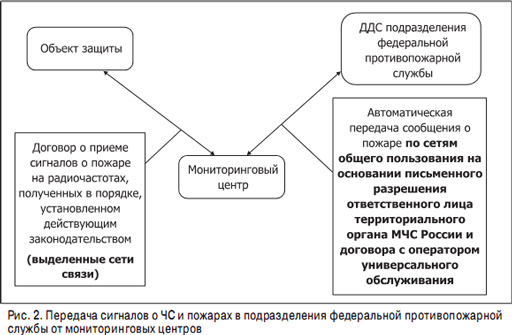 Объект защиты
ДДС подразделения
федеральной
противопожарной
службы
Договор о приеме
сигналов о пожаре
на радиочастотах,
полученных в порядке,
установленном
действующим
законодательством
(выделенные сети
связи)
Мониторинговый
центр
Автоматическая
передача сообщения о
пожаре по сетям
общего пользования на
основании письменного
разрешения
ответственного лица
территориального
органа МЧС России и
договора с оператором
универсального
обслуживания
Рис. 2. Передача сигналов о ЧС и пожарах в подразделения федеральной противопожарной
службы от мониторинговых центров